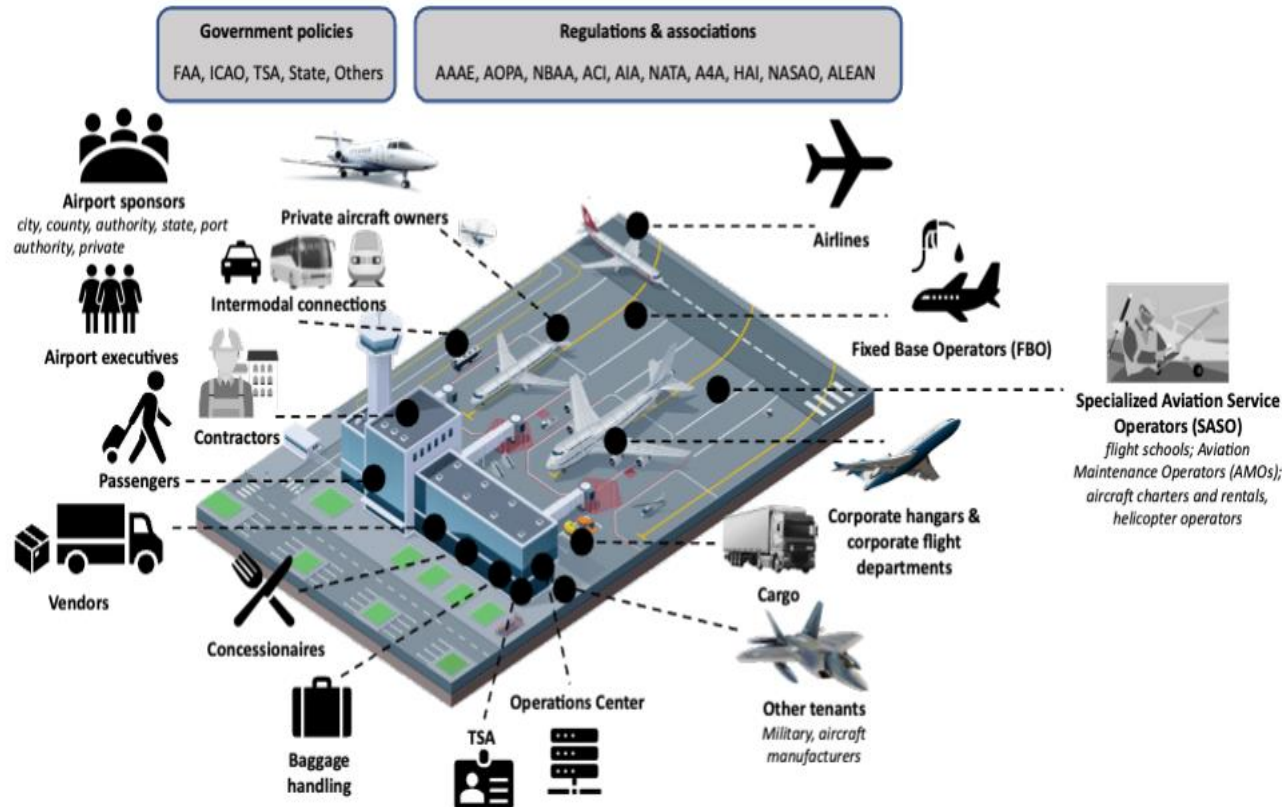 Government policies
FAA, ICAO, TSA, State, Others
Regulations & associations
AAAE, AOPA, NBAA, ACI, AIA, NATA, A4A, HAI, NASAO, ALEAN
Airport sponsors
city, county, authority, state, port
authority, private
Private aircraft owners
Airlines
Intermodal connections
Airport executives
Fixed Base Operators (FBO)
Specialized Aviation Service
Operators (SASO)
flight schools; Aviation
Maintenance Operators (AMOs);
aircraft charters and rentals,
helicopter operators
Contractors
Passengers
Corporate hangars &
corporate flight
departments
Vendors
Cargo
Concessionaires
Operations Center
Other tenants
Military, aircraft
manufacturers
TSA
Baggage
handling